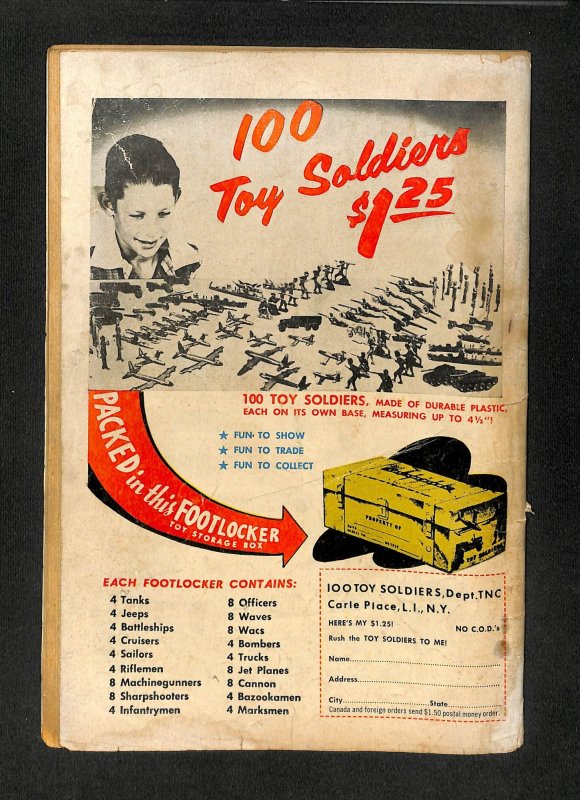 100
Toy Soldiers
$1.25
100 TOY SOLDIERS, MADE OF DURABLE PLASTIC,
EACH ON ITS OWN BASE, MEASURING UP TO 4½"!
★ FUN TO SHOW
★ FUN TO TRADE
★ FUN TO COLLECT
PACKED in this FOOTLOCKER
TOY STORAGE BOX
PROPERTY OF
TOY SOLDIERS
EACH FOOTLOCKER CONTAINS:
4 Tanks
4 Jeeps
4 Battleships
4 Cruisers
4 Sailors
4 Riflemen
8 Machinegunners
8 Sharpshooters
4 Infantrymen
8 Officers
8 Waves
8 Wacs
4 Bombers
4 Trucks
8 Jet Planes
8 Cannon
4 Bazookamen
4 Marksmen
100 TOY SOLDIERS, Dept. TNC
Carle Place, L.I., N.Y.
HERE'S MY $1.25! NO C.O.D.'s
Rush the TOY SOLDIERS TO ME!
Name
Address
City State
Canada and foreign orders send $1.50 postal money order.